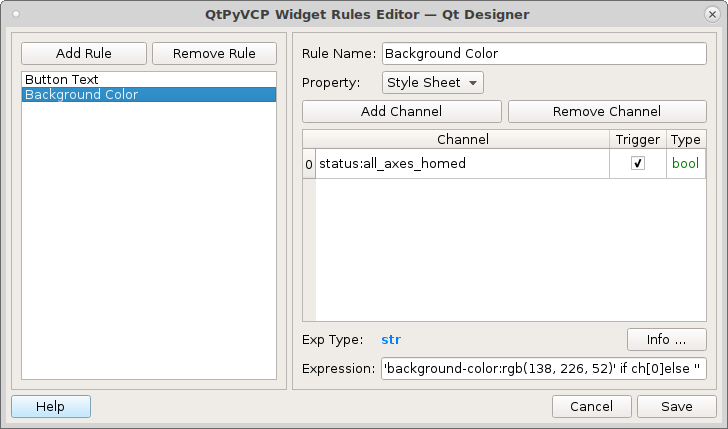 QtPyVCP Widget Rules Editor — Qt Designer
Add Rule
Remove Rule
Button Text
Background Color
Rule Name: Background Color
Property: Style Sheet
Add Channel
Remove Channel
Channel Trigger Type
0 status:all_axes_homed bool
Exp Type: str
Info ...
Expression: 'background-color:rgb(138, 226, 52)' if ch[0]else ''
Help
Cancel
Save